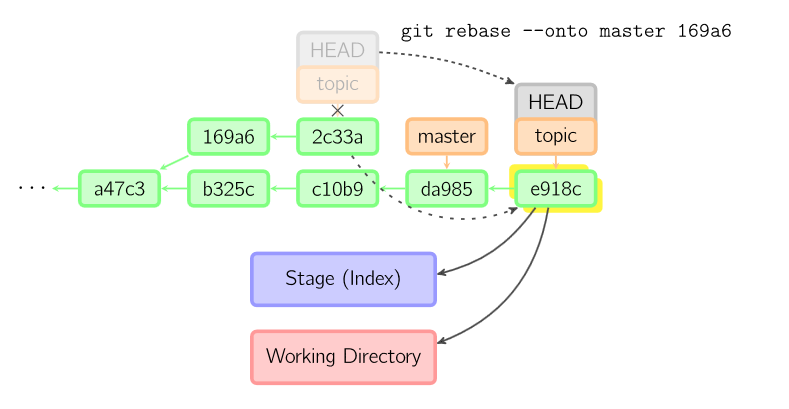 git rebase --onto master 169a6
HEAD
topic
HEAD
topic
169a6
2c33a
master
... a47c3
b325c
c10b9
da985
e918c
Stage (Index)
Working Directory